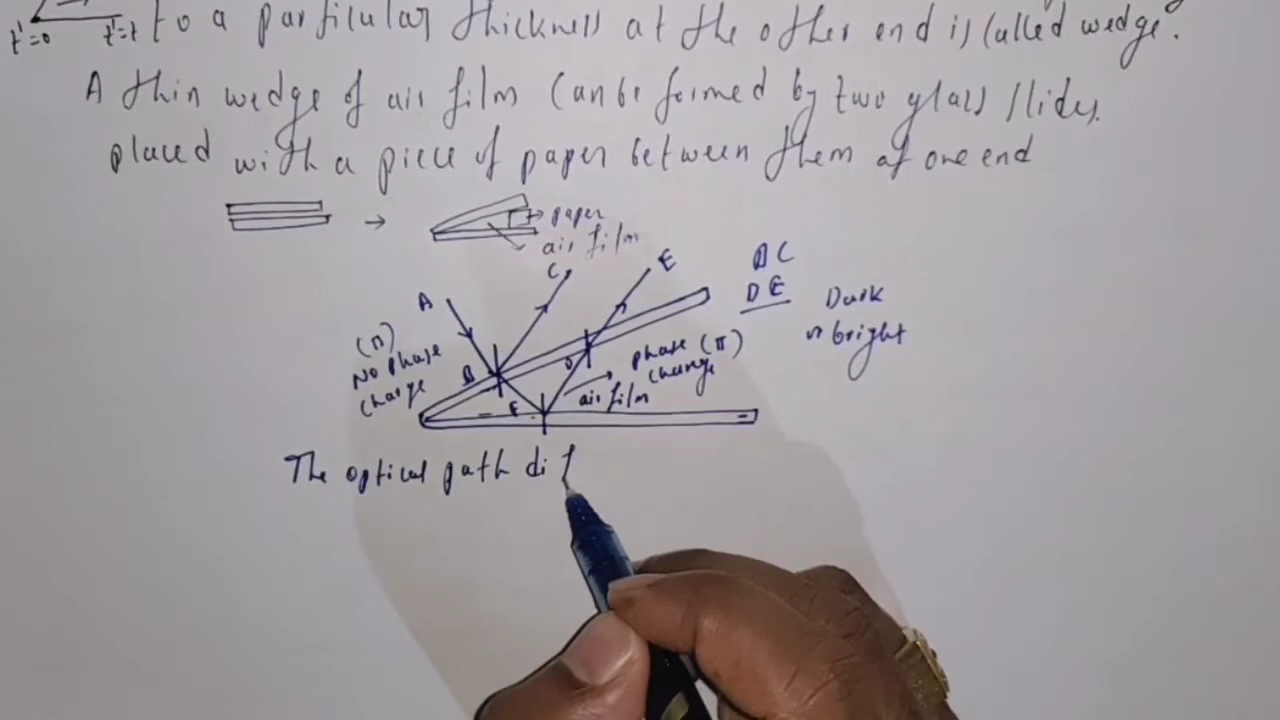 t'=0 t'=t to a particular thickness at the other end is called wedge.
A thin wedge of air film can be formed by two glass slides
placed with a piece of paper between them at one end
→ → paper
air film
C E
BC
DE
A
Dark
or bright
(π)
No phase
change
B
D
phase (π)
change
F
air film
The optical path dif